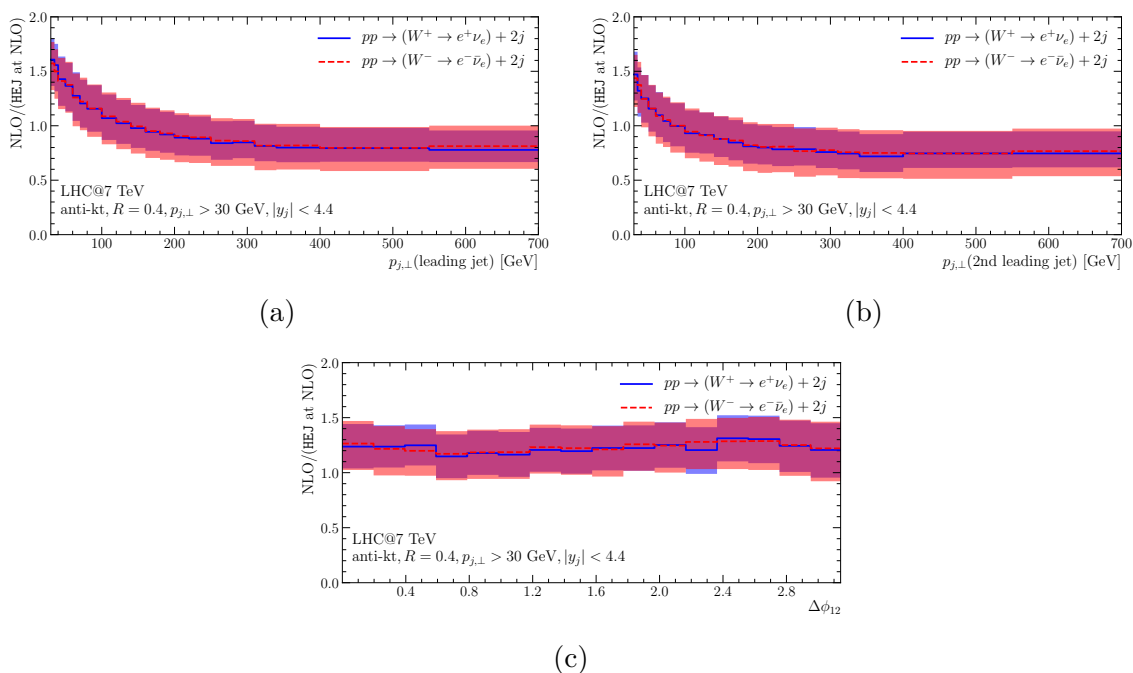 NLO/(HEJ at NLO)
2.0
1.5
1.0
0.5
0.0
pp → (W⁺ → e⁺νₑ) + 2j
pp → (W⁻ → e⁻ν̄ₑ) + 2j
LHC@7 TeV
anti-kt, R = 0.4, p_{j,⊥} > 30 GeV, |y_j| < 4.4
100 200 300 400 500 600 700
p_{j,⊥}(leading jet) [GeV]
(a)
NLO/(HEJ at NLO)
2.0
1.5
1.0
0.5
0.0
pp → (W⁺ → e⁺νₑ) + 2j
pp → (W⁻ → e⁻ν̄ₑ) + 2j
LHC@7 TeV
anti-kt, R = 0.4, p_{j,⊥} > 30 GeV, |y_j| < 4.4
100 200 300 400 500 600 700
p_{j,⊥}(2nd leading jet) [GeV]
(b)
NLO/(HEJ at NLO)
2.0
1.5
1.0
0.5
0.0
pp → (W⁺ → e⁺νₑ) + 2j
pp → (W⁻ → e⁻ν̄ₑ) + 2j
LHC@7 TeV
anti-kt, R = 0.4, p_{j,⊥} > 30 GeV, |y_j| < 4.4
0.4 0.8 1.2 1.6 2.0 2.4 2.8
Δϕ₁₂
(c)